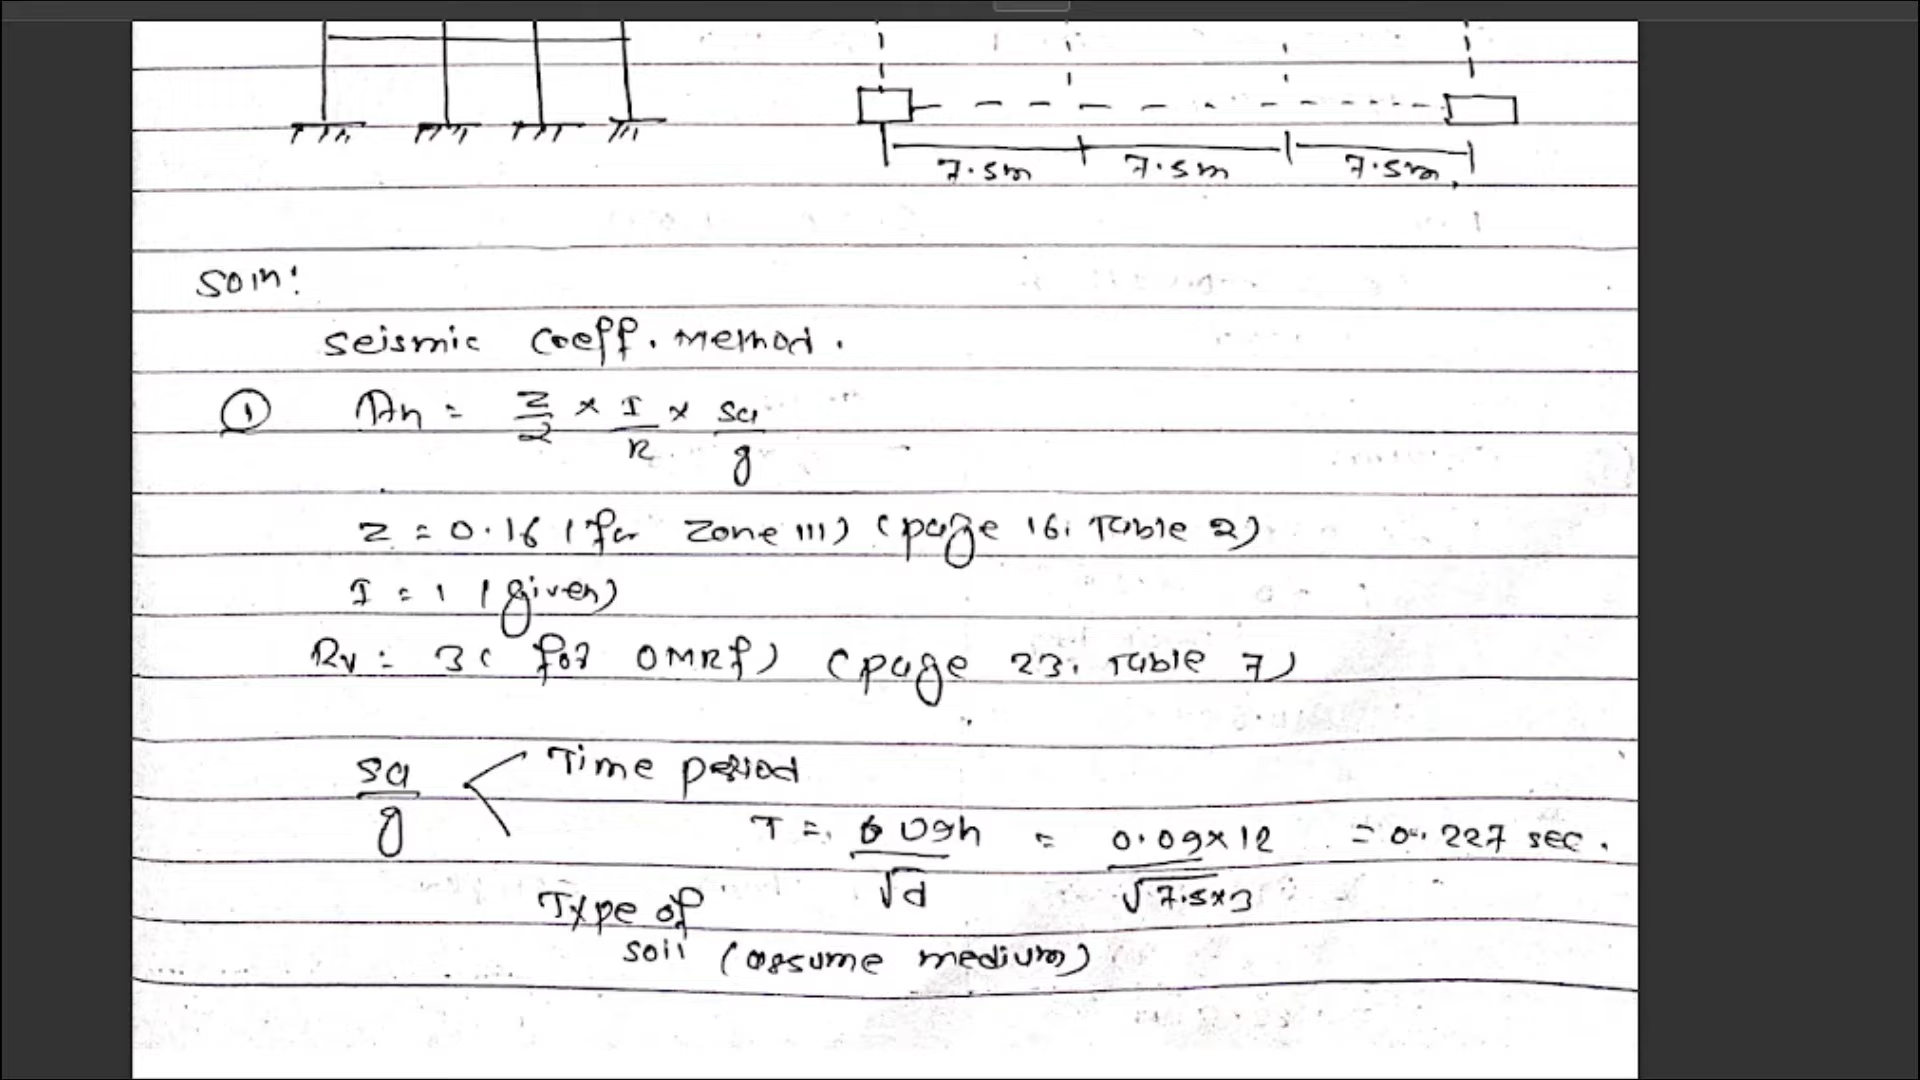 7.5m 7.5m 7.5m
Soln:
Seismic Coeff. Method.
① Ah = Z/2 × I/R × Sa/g
Z = 0.16 (for Zone III) (page 16, Table 2)
I = 1 (given)
Rv = 3 ( for OMRf) (page 23, Table 7)
Sa/g < Time period
T = 0.09h/√d = 0.09×12/√7.5×3 = 0.227 sec.
Type of
soil (assume medium)